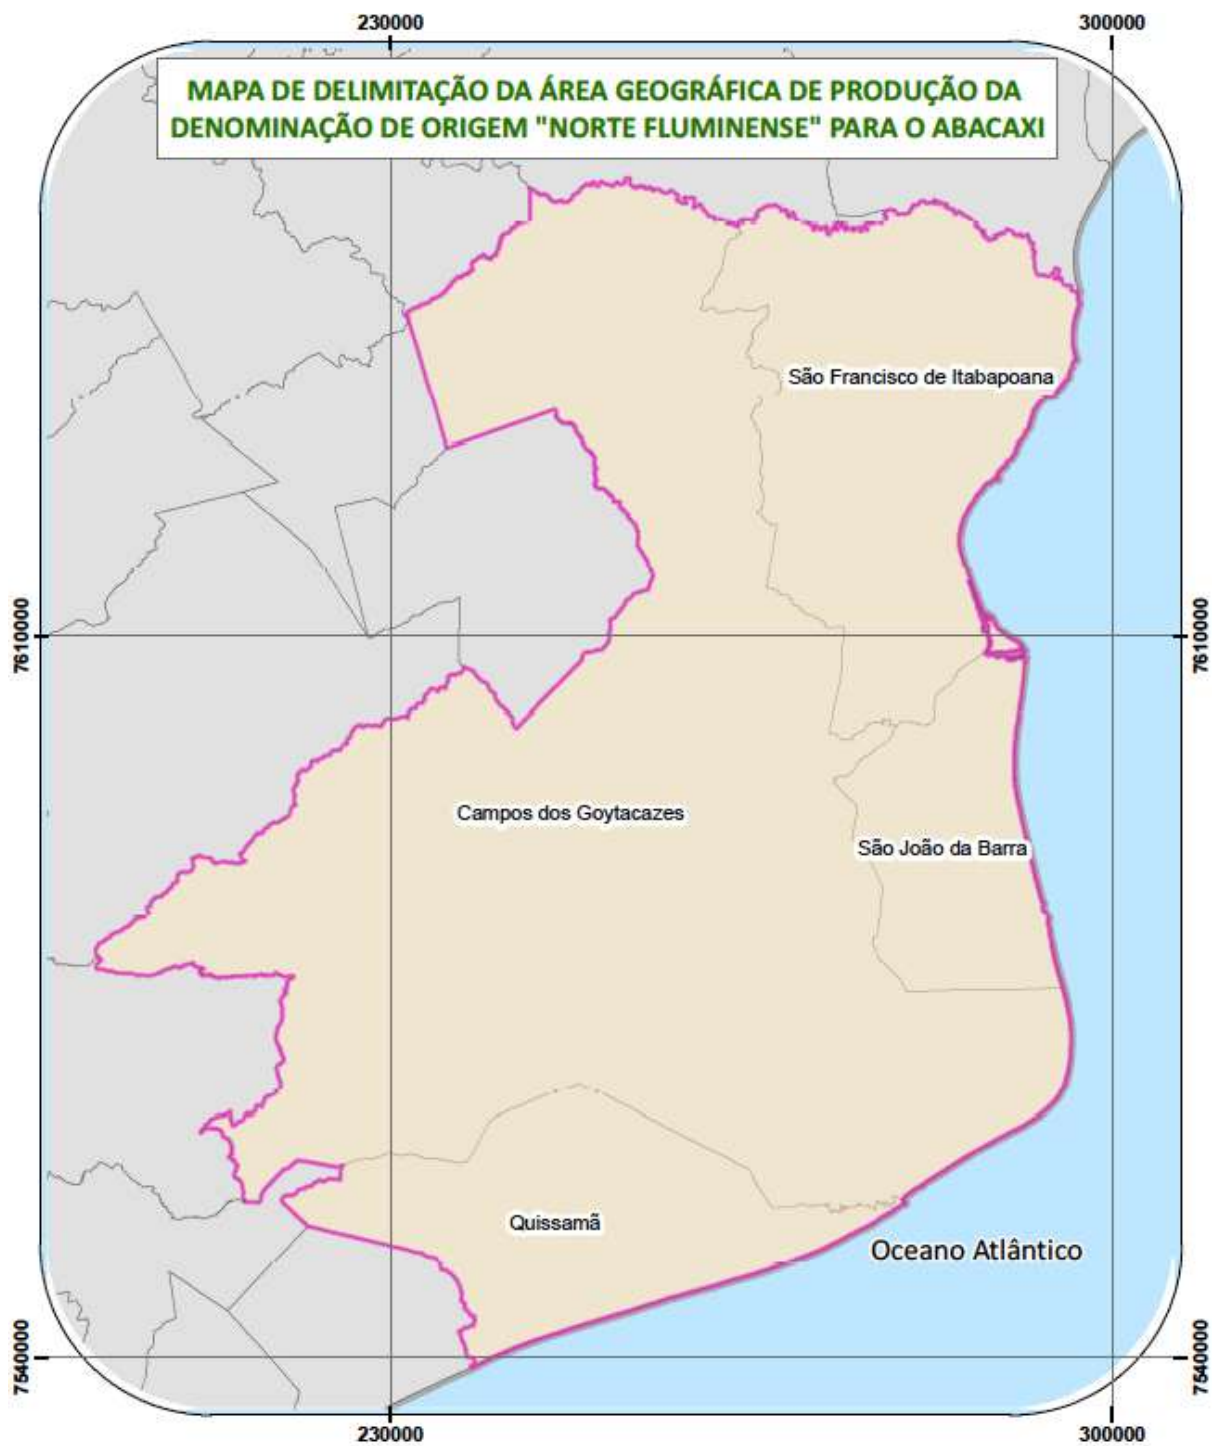 230000
300000
MAPA DE DELIMITAÇÃO DA ÁREA GEOGRÁFICA DE PRODUÇÃO DA
DENOMINAÇÃO DE ORIGEM "NORTE FLUMINENSE" PARA O ABACAXI
São Francisco de Itabapoana
7610000
7610000
Campos dos Goytacazes
São João da Barra
Quissamã
Oceano Atlântico
7540000
7540000
230000
300000